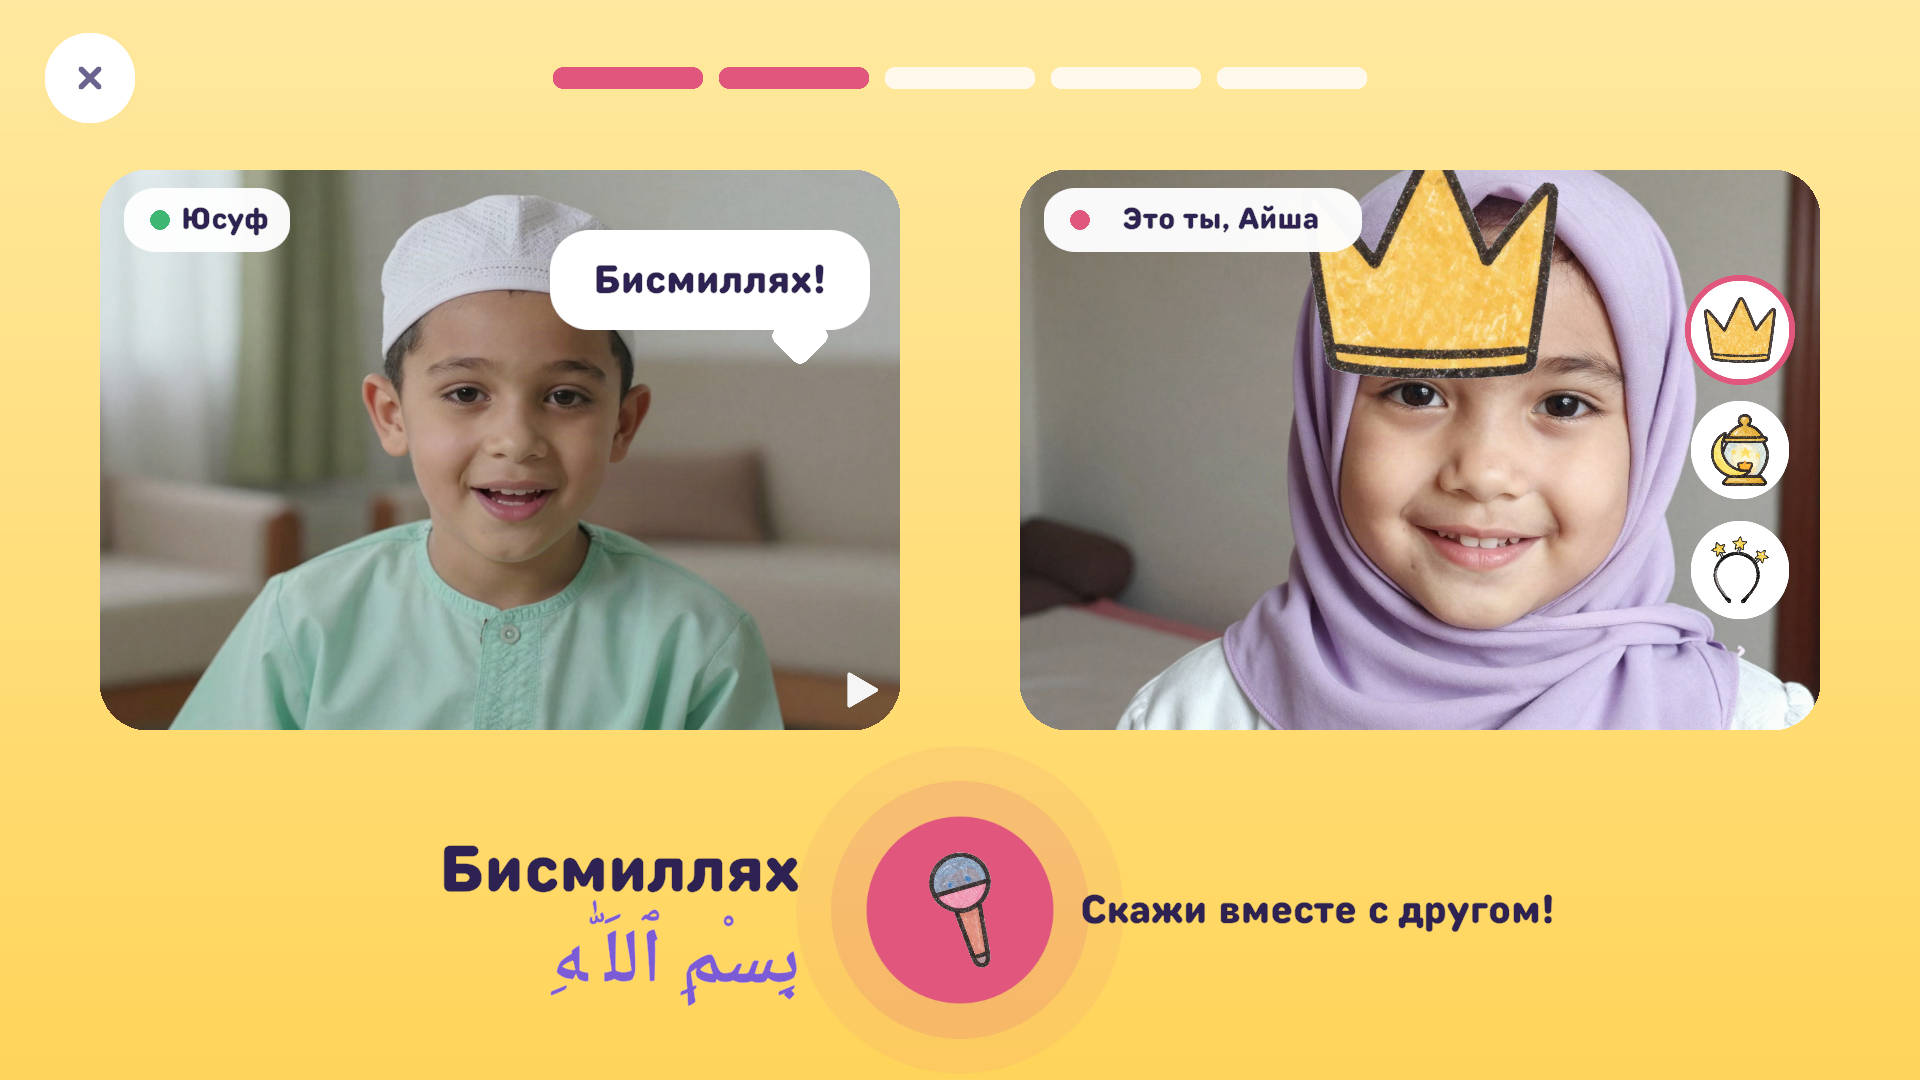 Юсуф
Бисмиллях!
Это ты, Айша
Бисмиллях
بِسْمِ ٱللَّهِ
Скажи вместе с другом!